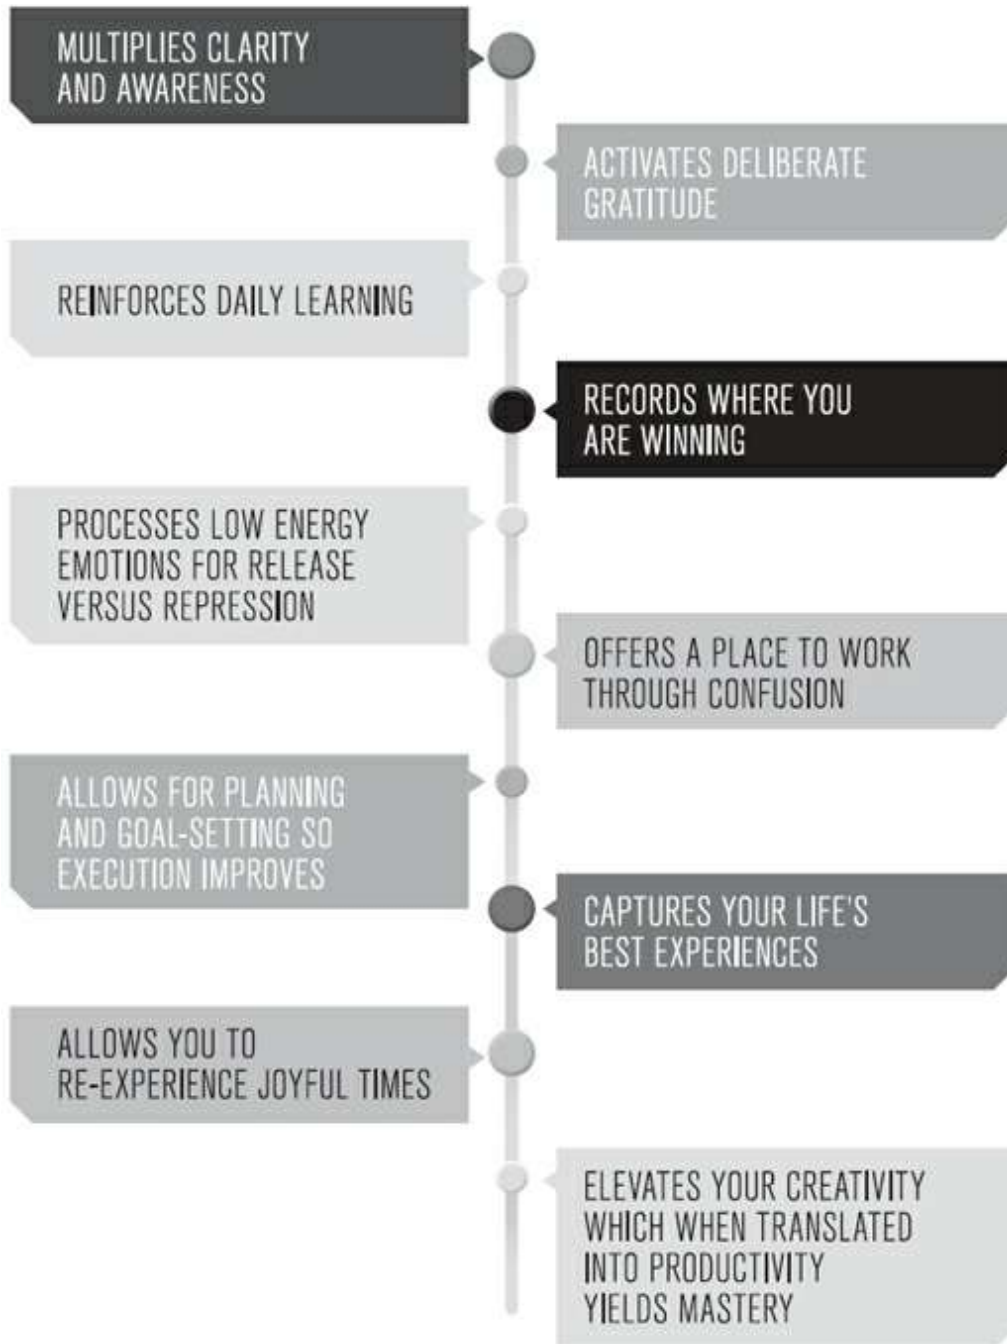 MULTIPLIES CLARITY
AND AWARENESS
ACTIVATES DELIBERATE
GRATITUDE
REINFORCES DAILY LEARNING
RECORDS WHERE YOU
ARE WINNING
PROCESSES LOW ENERGY
EMOTIONS FOR RELEASE
VERSUS REPRESSION
OFFERS A PLACE TO WORK
THROUGH CONFUSION
ALLOWS FOR PLANNING
AND GOAL-SETTING SO
EXECUTION IMPROVES
CAPTURES YOUR LIFE'S
BEST EXPERIENCES
ALLOWS YOU TO
RE-EXPERIENCE JOYFUL TIMES
ELEVATES YOUR CREATIVITY
WHICH WHEN TRANSLATED
INTO PRODUCTIVITY
YIELDS MASTERY